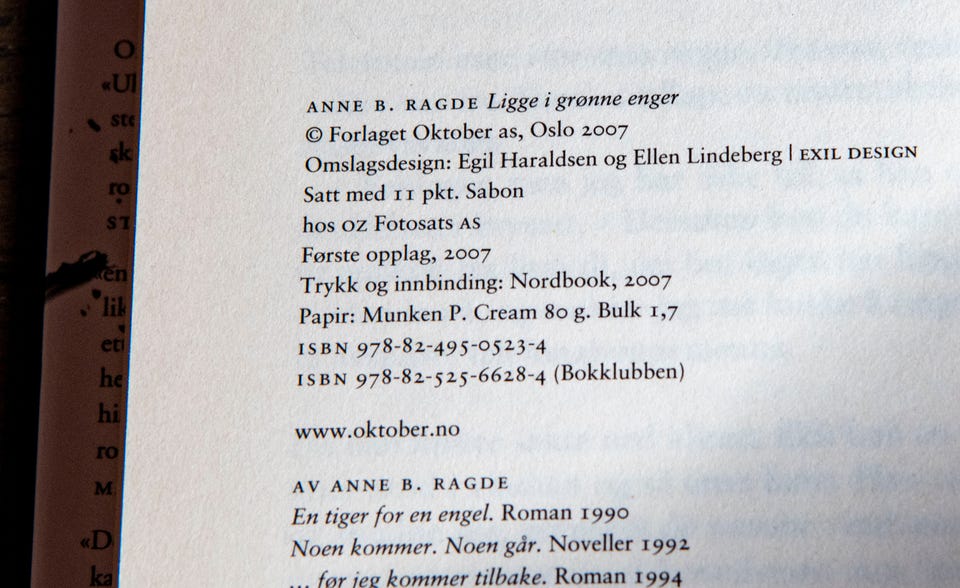 ANNE B. RAGDE Ligge i grønne enger
© Forlaget Oktober as, Oslo 2007
Omslagsdesign: Egil Haraldsen og Ellen Lindeberg | EXIL DESIGN
Satt med 11 pkt. Sabon
hos OZ Fotosats AS
Første opplag, 2007
Trykk og innbinding: Nordbook, 2007
Papir: Munken P. Cream 80 g. Bulk 1,7
ISBN 978-82-495-0523-4
ISBN 978-82-525-6628-4 (Bokklubben)
www.oktober.no
AV ANNE B. RAGDE
En tiger for en engel. Roman 1990
Noen kommer. Noen går. Noveller 1992
... før jeg kommer tilbake. Roman 1994